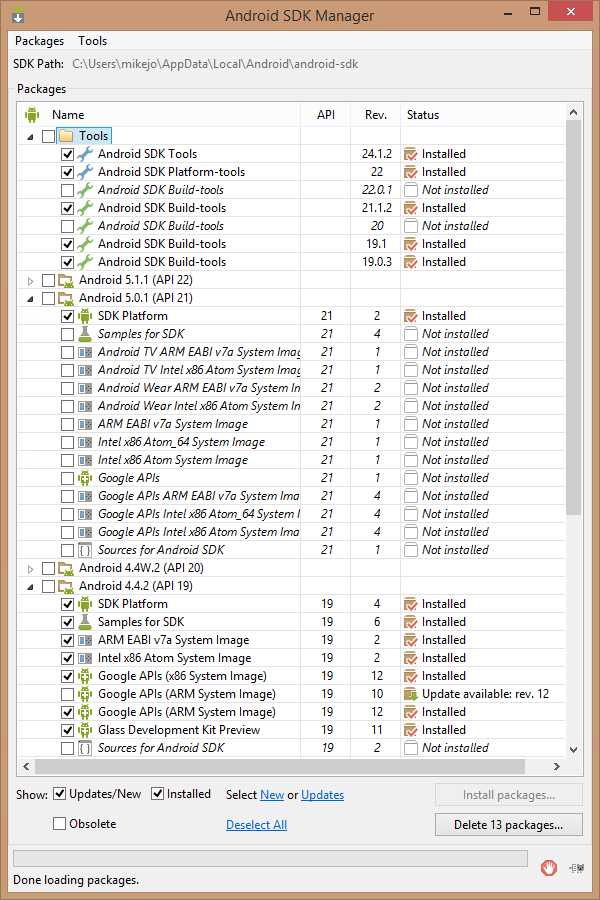 Android SDK Manager
Packages Tools
SDK Path: C:\Users\mikejo\AppData\Local\Android\android-sdk
Packages
Name API Rev. Status
Tools
Android SDK Tools 24.1.2 Installed
Android SDK Platform-tools 22 Installed
Android SDK Build-tools 22.0.1 Not installed
Android SDK Build-tools 21.1.2 Installed
Android SDK Build-tools 20 Not installed
Android SDK Build-tools 19.1 Installed
Android SDK Build-tools 19.0.3 Installed
Android 5.1.1 (API 22)
Android 5.0.1 (API 21)
SDK Platform 21 2 Installed
Samples for SDK 21 4 Not installed
Android TV ARM EABI v7a System Imag 21 1 Not installed
Android TV Intel x86 Atom System Imag 21 1 Not installed
Android Wear ARM EABI v7a System Ir 21 2 Not installed
Android Wear Intel x86 Atom System In 21 2 Not installed
ARM EABI v7a System Image 21 1 Not installed
Intel x86 Atom_64 System Image 21 1 Not installed
Intel x86 Atom System Image 21 1 Not installed
Google APIs 21 1 Not installed
Google APIs ARM EABI v7a System Ima 21 4 Not installed
Google APIs Intel x86 Atom_64 System I 21 4 Not installed
Google APIs Intel x86 Atom System Ima 21 4 Not installed
Sources for Android SDK 21 1 Not installed
Android 4.4W.2 (API 20)
Android 4.4.2 (API 19)
SDK Platform 19 4 Installed
Samples for SDK 19 6 Installed
ARM EABI v7a System Image 19 2 Installed
Intel x86 Atom System Image 19 2 Installed
Google APIs (x86 System Image) 19 12 Installed
Google APIs (ARM System Image) 19 10 Update available: rev. 12
Google APIs (ARM System Image) 19 12 Installed
Glass Development Kit Preview 19 11 Installed
Sources for Android SDK 19 2 Not installed
Show: Updates/New Installed Select New or Updates Install packages...
Obsolete Deselect All Delete 13 packages...
Done loading packages.